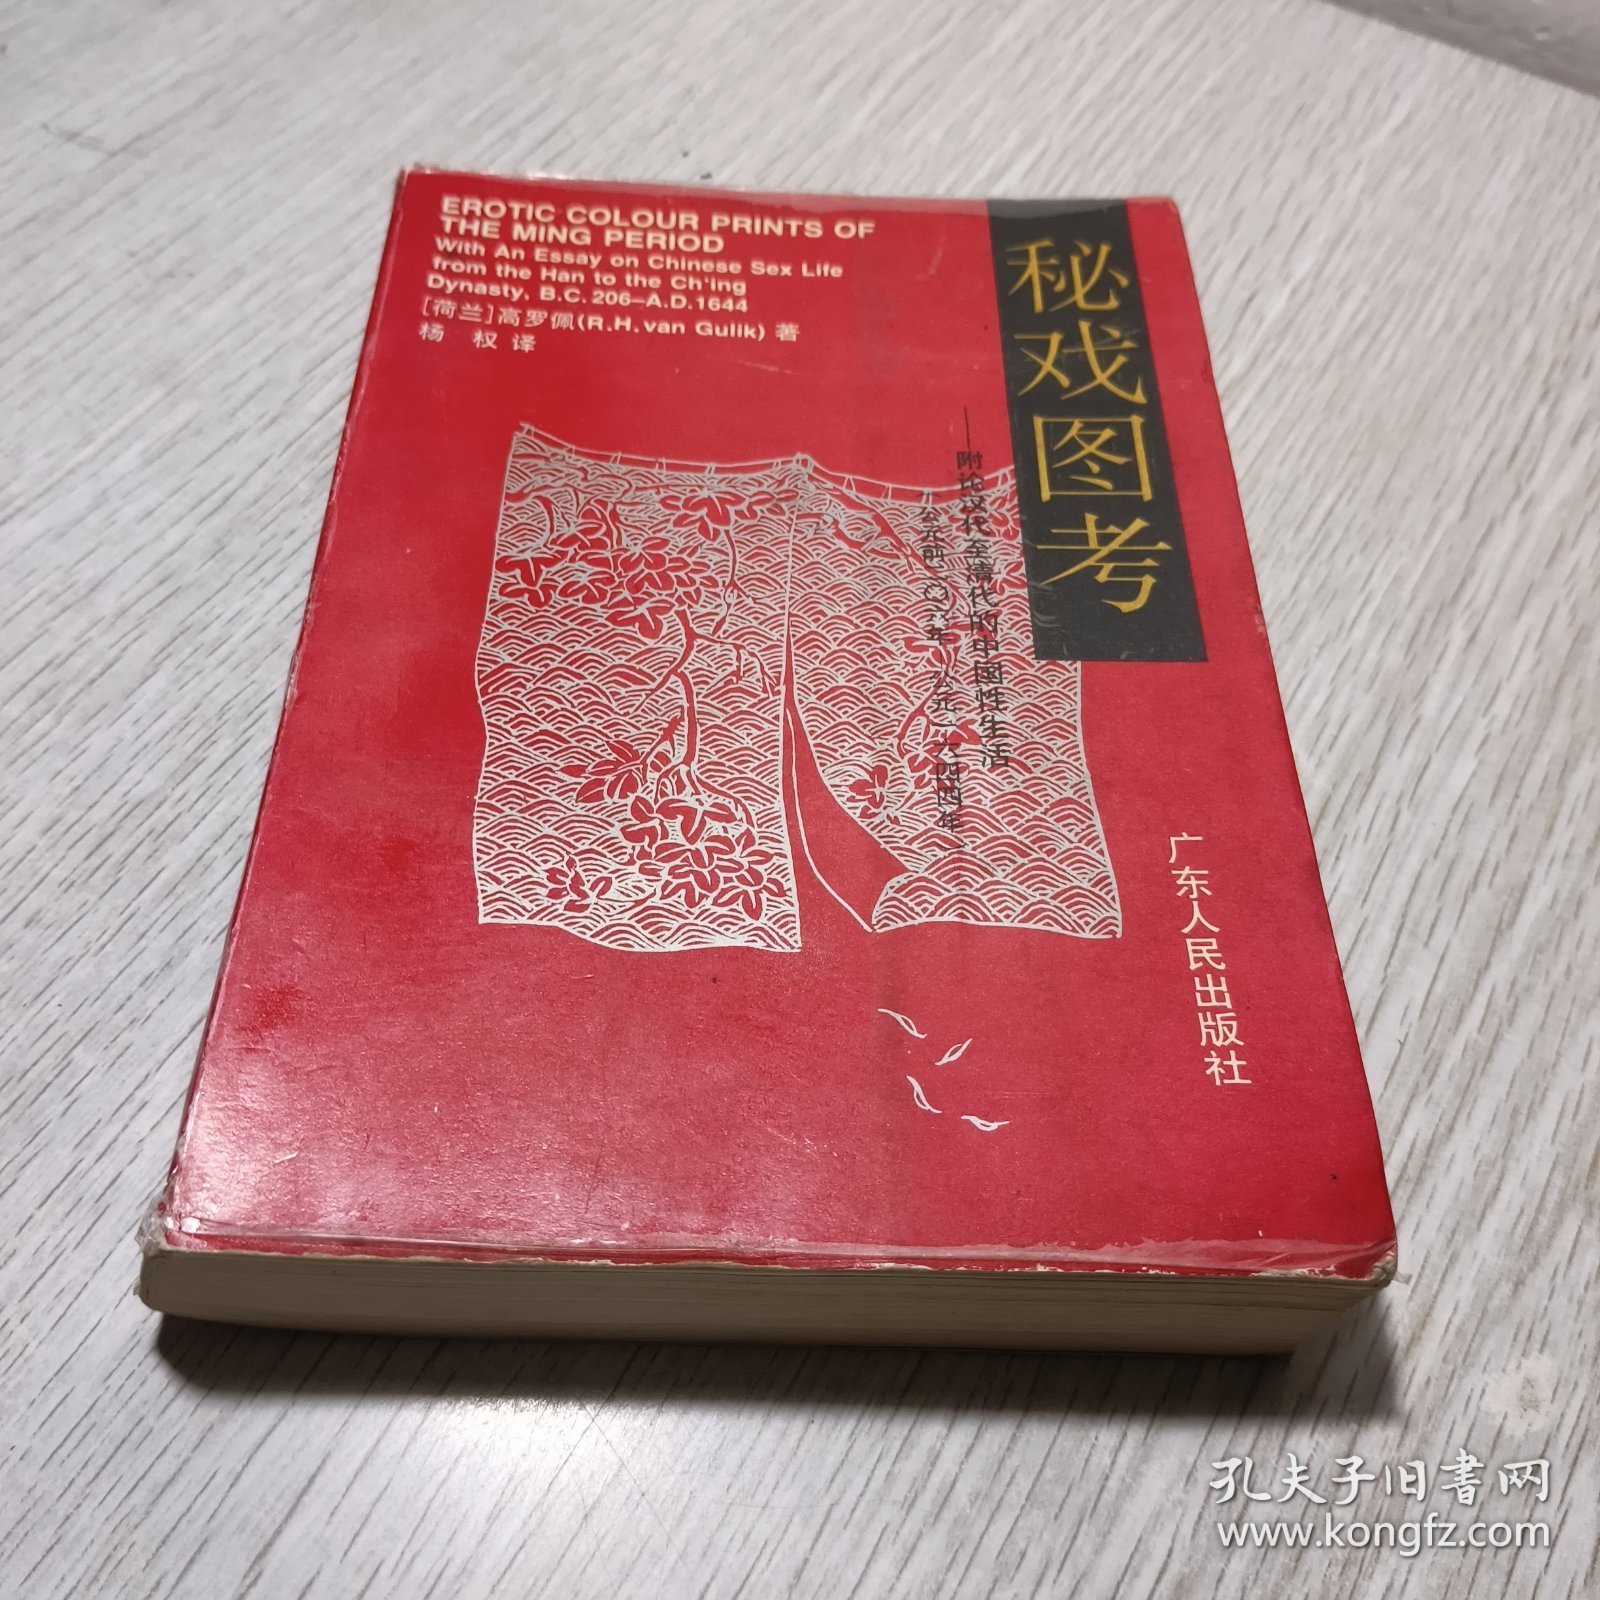 EROTIC COLOUR PRINTS OF
THE MING PERIOD
With An Essay on Chinese Sex Life
from the Han to the Ch'ing
Dynasty, B.C.206-A.D.1644
[荷兰]高罗佩(R.H.van Gulik)著
杨 权 译
秘戏图考
——附论汉代至清代的中国性生活
(公元前二〇六年——公元一六四四年)
广东人民出版社
孔夫子旧书网
www.kongfz.com